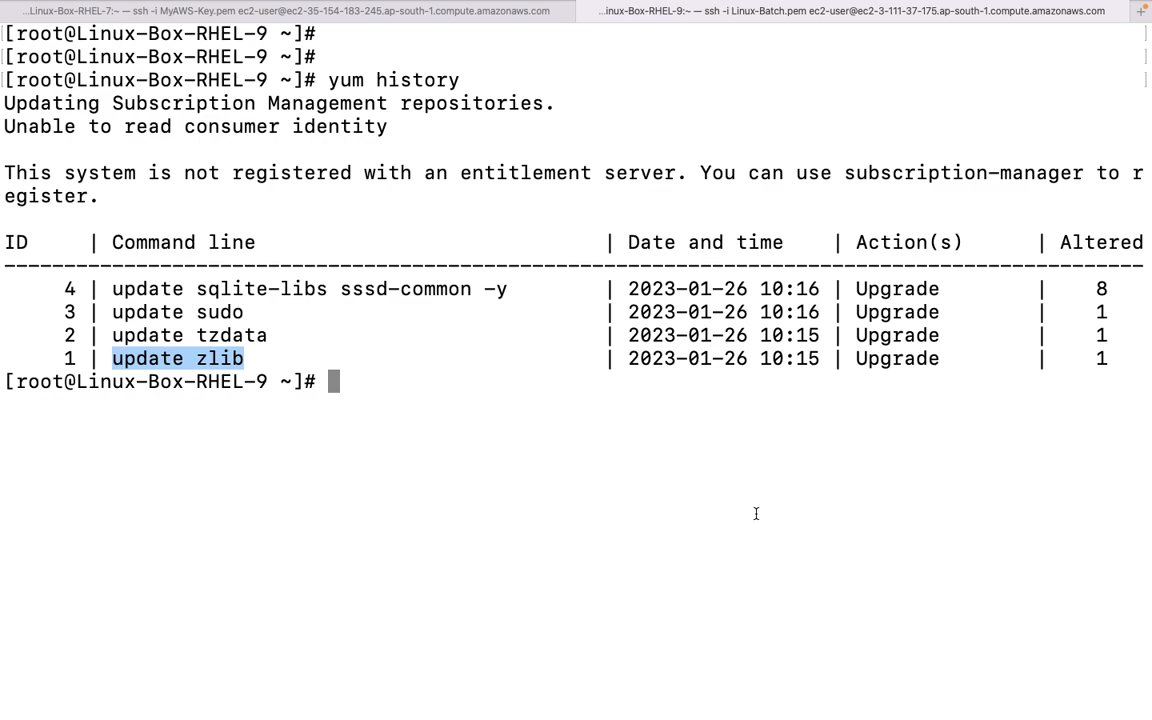 ...Linux-Box-RHEL-7:~ — ssh -i MyAWS-Key.pem ec2-user@ec2-35-154-183-245.ap-south-1.compute.amazonaws.com
...inux-Box-RHEL-9:~ — ssh -i Linux-Batch.pem ec2-user@ec2-3-111-37-175.ap-south-1.compute.amazonaws.com
+
[root@Linux-Box-RHEL-9 ~]#
[root@Linux-Box-RHEL-9 ~]#
[root@Linux-Box-RHEL-9 ~]# yum history
Updating Subscription Management repositories.
Unable to read consumer identity
This system is not registered with an entitlement server. You can use subscription-manager to r
egister.
ID | Command line | Date and time | Action(s) | Altered
-----------------------------------------------------------------------------------------------
4 | update sqlite-libs sssd-common -y | 2023-01-26 10:16 | Upgrade | 8
3 | update sudo | 2023-01-26 10:16 | Upgrade | 1
2 | update tzdata | 2023-01-26 10:15 | Upgrade | 1
1 | update zlib | 2023-01-26 10:15 | Upgrade | 1
[root@Linux-Box-RHEL-9 ~]#